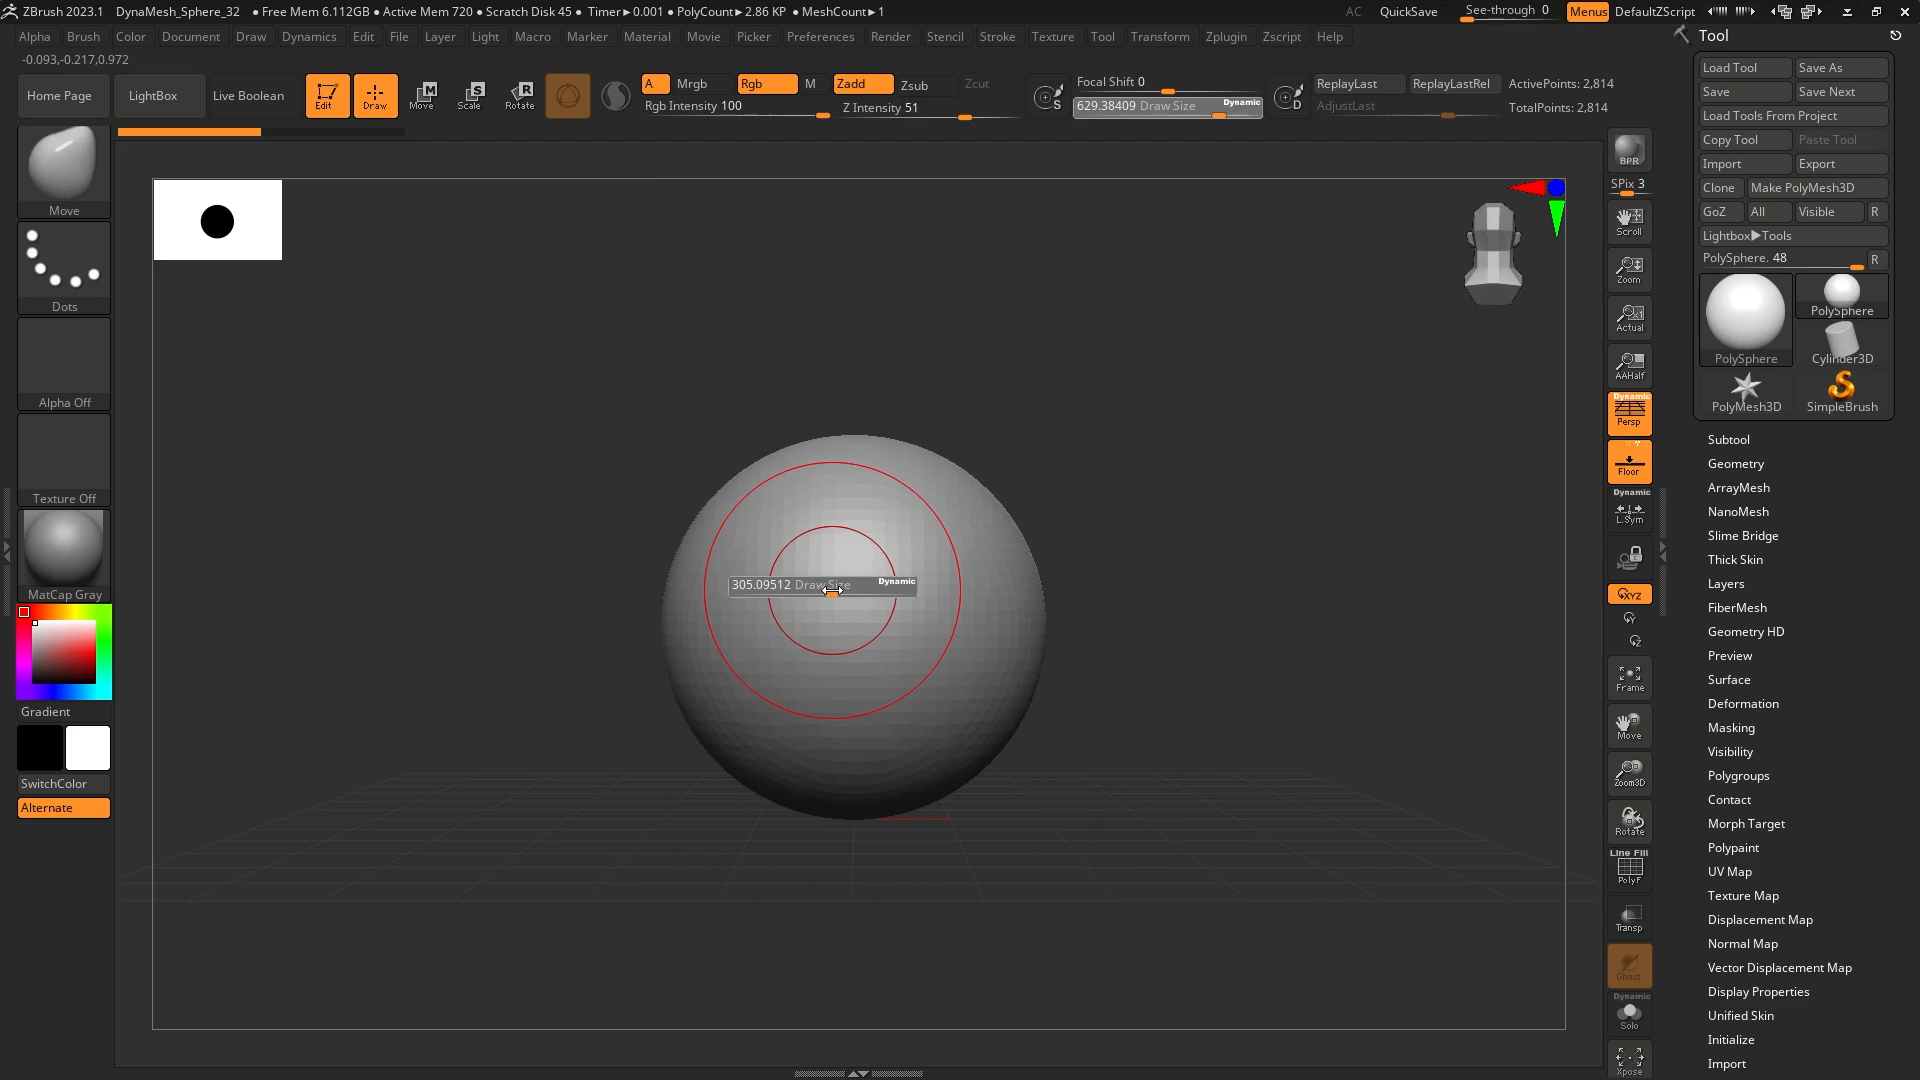 ZBrush 2023.1 DynaMesh_Sphere_32 • Free Mem 6.112GB • Active Mem 720 • Scratch Disk 45 • Timer▶0.001 • PolyCount▶2.86 KP • MeshCount▶1 AC QuickSave See-through 0 Menus DefaultZScript
Alpha Brush Color Document Draw Dynamics Edit File Layer Light Macro Marker Material Movie Picker Preferences Render Stencil Stroke Texture Tool Transform Zplugin Zscript Help
-0.093,-0.217,0.972
Home Page
LightBox
Live Boolean
Edit
Draw
Move
Scale
Rotate
A Mrgb Rgb M Zadd Zsub Zcut
Rgb Intensity 100 Z Intensity 51
S
Focal Shift 0
629.38409 Draw Size Dynamic
D
ReplayLast ReplayLastRel
AdjustLast
ActivePoints: 2,814
TotalPoints: 2,814
Move
Dots
Alpha Off
Texture Off
MatCap Gray
Gradient
SwitchColor
Alternate
305.09512 Draw Size Dynamic
BPR
SPix 3
Scroll
Zoom
Actual
AAHalf
Dynamic
Persp
Floor
Dynamic
L.Sym
XYZ
Y
Z
Frame
Move
Zoom3D
Rotate
Line Fill
PolyF
Transp
Ghost
Dynamic
Solo
Xpose
Tool
Load Tool Save As
Save Save Next
Load Tools From Project
Copy Tool Paste Tool
Import Export
Clone Make PolyMesh3D
GoZ All Visible R
Lightbox▶Tools
PolySphere. 48 R
PolySphere
PolySphere
Cylinder3D
PolyMesh3D
SimpleBrush
Subtool
Geometry
ArrayMesh
NanoMesh
Slime Bridge
Thick Skin
Layers
FiberMesh
Geometry HD
Preview
Surface
Deformation
Masking
Visibility
Polygroups
Contact
Morph Target
Polypaint
UV Map
Texture Map
Displacement Map
Normal Map
Vector Displacement Map
Display Properties
Unified Skin
Initialize
Import